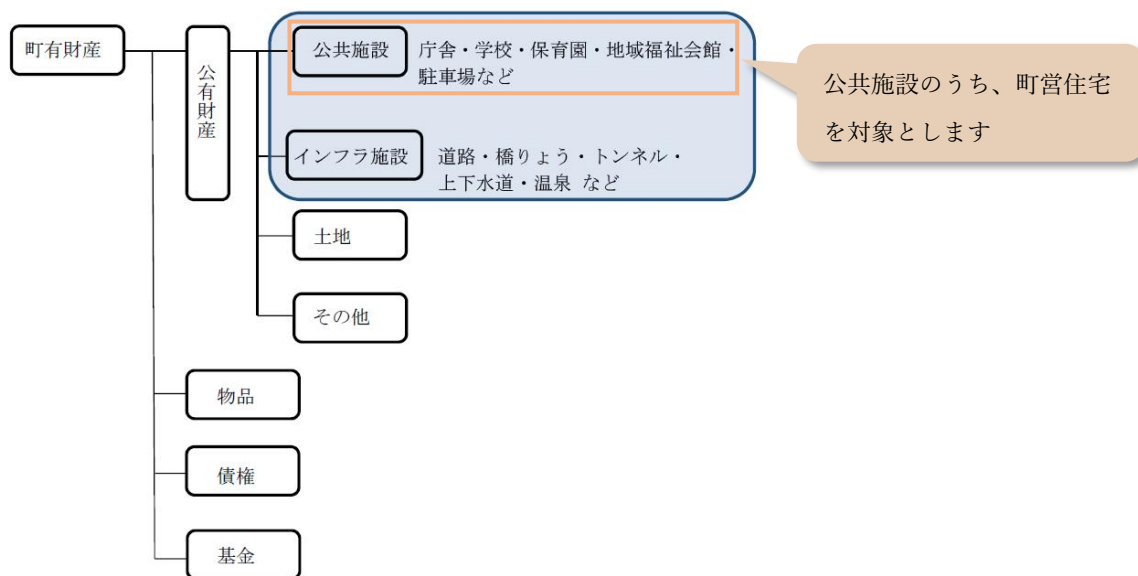 町有財産
公有財産
公共施設
庁舎・学校・保育園・地域福祉会館・
駐車場など
公共施設のうち、町営住宅
を対象とします
インフラ施設
道路・橋りょう・トンネル・
上下水道・温泉 など
土地
その他
物品
債権
基金